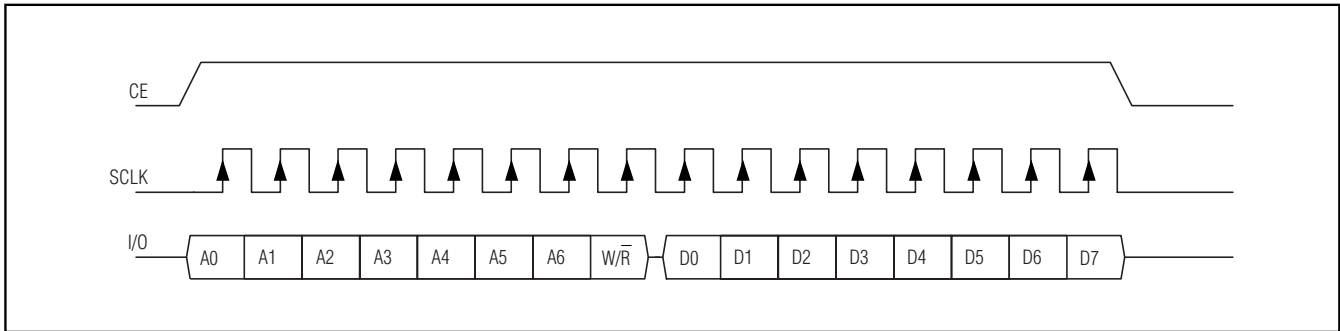 CE
SCLK
I/O A0 A1 A2 A3 A4 A5 A6 W/R̅ D0 D1 D2 D3 D4 D5 D6 D7